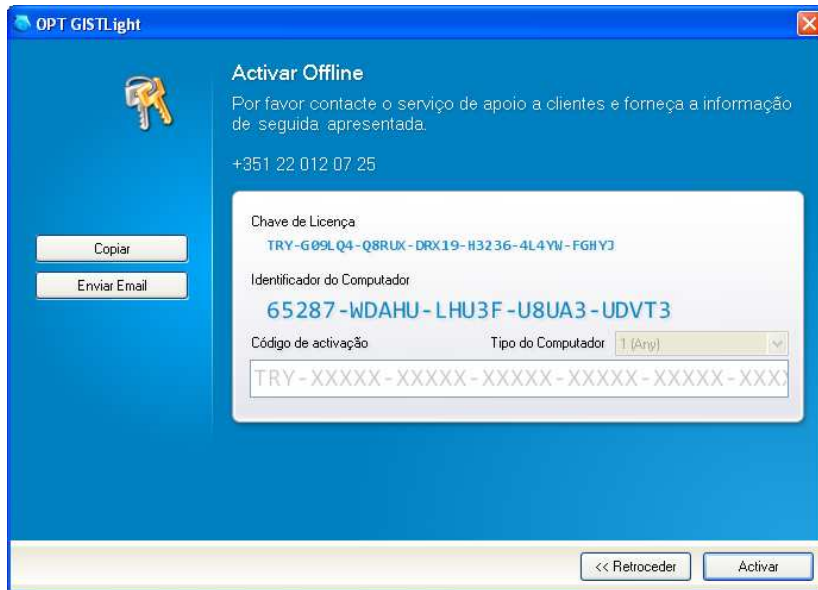 OPT GISTLight
Activar Offline
Por favor contacte o serviço de apoio a clientes e forneça a informação
de seguida apresentada.
+351 22 012 07 25
Chave de Licença
TRY-G09LQ4-Q8RUX-DRX19-H3236-4L4YW-FGHYJ
Copiar
Identificador do Computador
Enviar Email
65287-WDAHU-LHU3F-U8UA3-UDVT3
Código de activação
Tipo do Computador
1 (Any)
TRY-XXXXX-XXXXX-XXXXX-XXXXX-XXXXX-XXXX
<< Retroceder
Activar